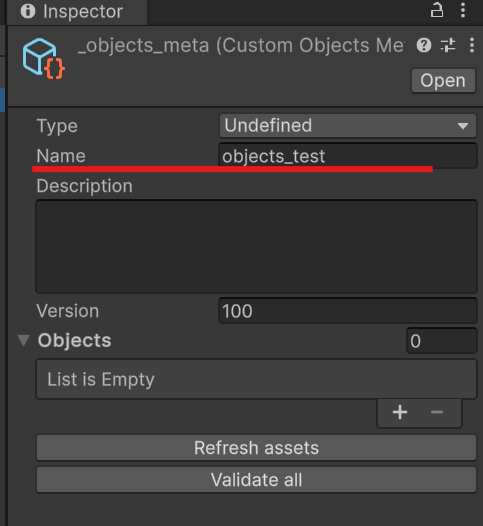 Inspector
_objects_meta (Custom Objects Me
Open
Type Undefined
Name objects_test
Description
Version 100
Objects 0
List is Empty
Refresh assets
Validate all